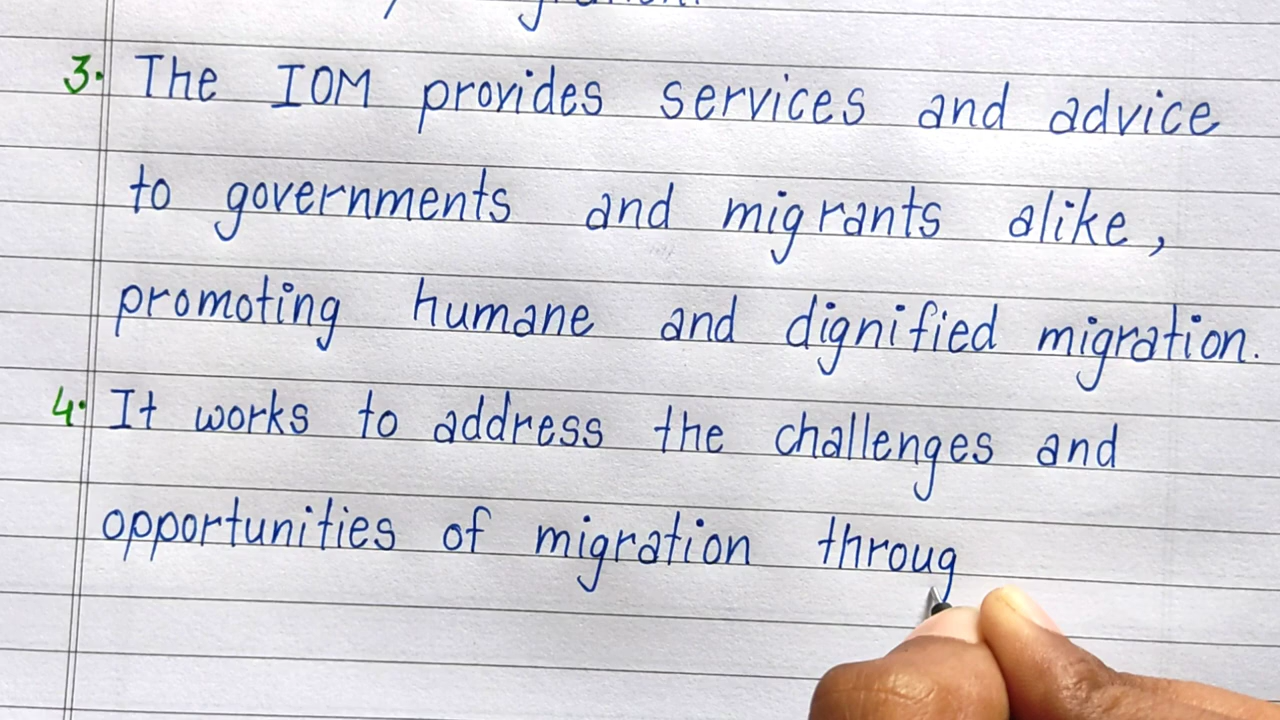 3. The IOM provides services and advice
to governments and migrants alike,
promoting humane and dignified migration.
4. It works to address the challenges and
opportunities of migration throug